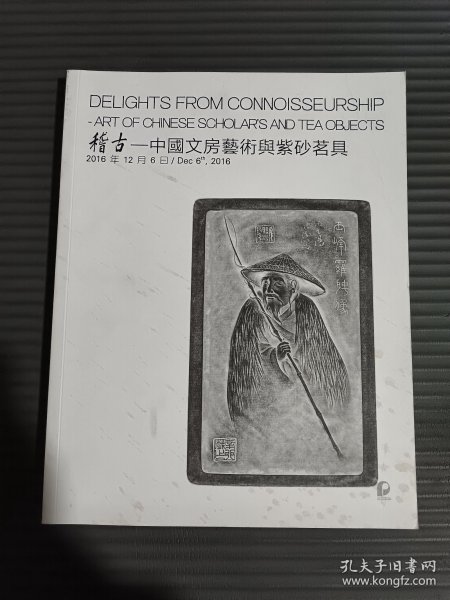 DELIGHTS FROM CONNOISSEURSHIP
- ART OF CHINESE SCHOLAR'S AND TEA OBJECTS
稽古—中國文房藝術與紫砂茗具
2016 年 12 月 6 日 / Dec 6th, 2016
孔夫子旧书网
www.kongfz.com